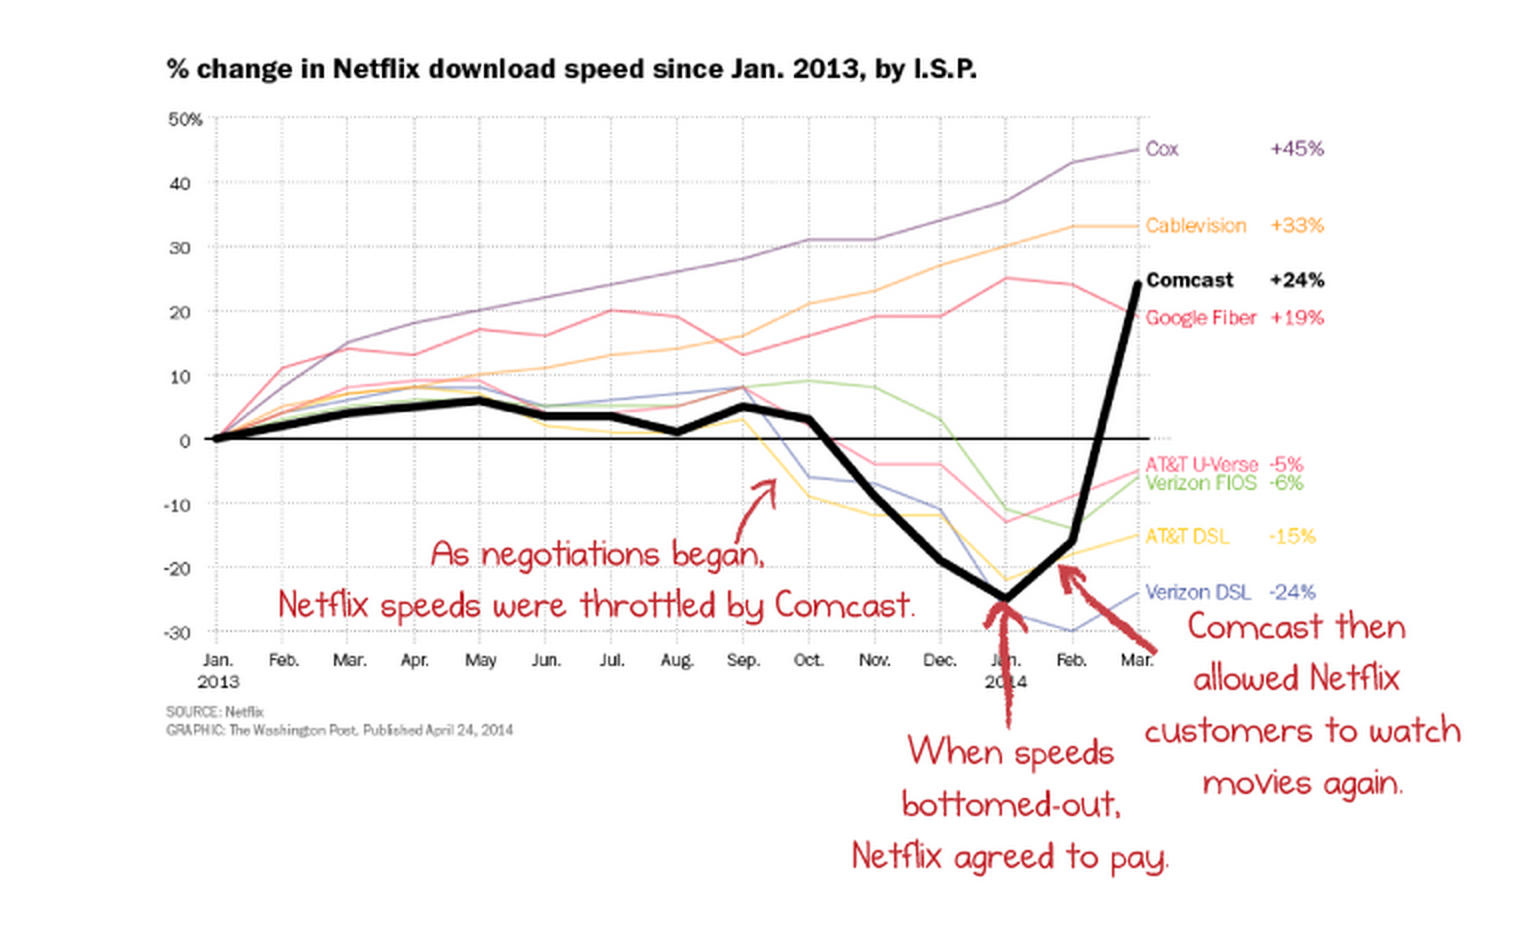 % change in Netflix download speed since Jan. 2013, by I.S.P.
50%
40
30
20
10
0
-10
-20
-30
Cox +45%
Cablevision +33%
Comcast +24%
Google Fiber +19%
AT&T U-Verse -5%
Verizon FIOS -6%
AT&T DSL -15%
Verizon DSL -24%
As negotiations began,
Netflix speeds were throttled by Comcast.
Jan. Feb. Mar. Apr. May Jun. Jul. Aug. Sep. Oct. Nov. Dec. Jan. Feb. Mar.
2013 2014
SOURCE: Netflix
GRAPHIC: The Washington Post. Published April 24, 2014
When speeds
bottomed-out,
Netflix agreed to pay.
Comcast then
allowed Netflix
customers to watch
movies again.